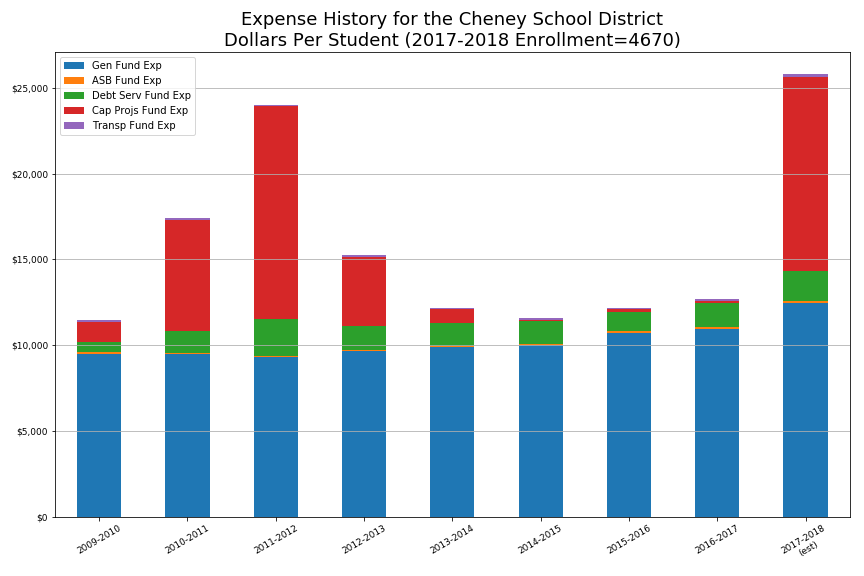 Expense History for the Cheney School District
Dollars Per Student (2017-2018 Enrollment=4670)
Gen Fund Exp
ASB Fund Exp
Debt Serv Fund Exp
Cap Projs Fund Exp
Transp Fund Exp
$25,000
$20,000
$15,000
$10,000
$5,000
$0
2009-2010
2010-2011
2011-2012
2012-2013
2013-2014
2014-2015
2015-2016
2016-2017
2017-2018
(est)